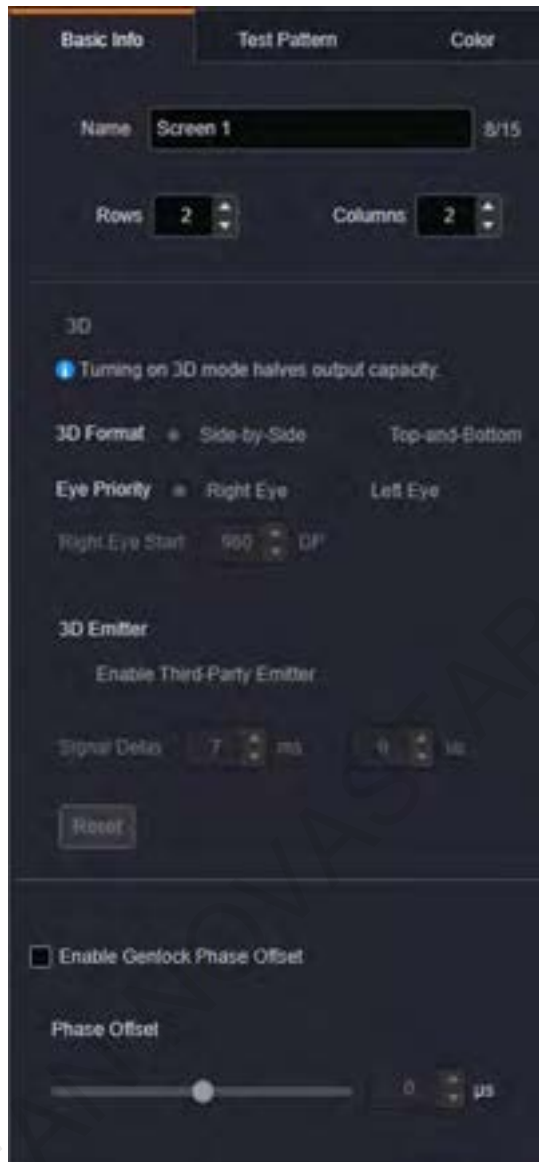 Basic Info Test Pattern Color
Name Screen 1 8/15
Rows 2 Columns 2
3D
Turning on 3D mode halves output capacity.
3D Format Side-by-Side Top-and-Bottom
Eye Priority Right Eye Left Eye
Right Eye Start 960
3D Emitter
Enable Third-Party Emitter
Signal Delay 7 ms 0 us
Reset
Enable Genlock Phase Offset
Phase Offset
0 µs